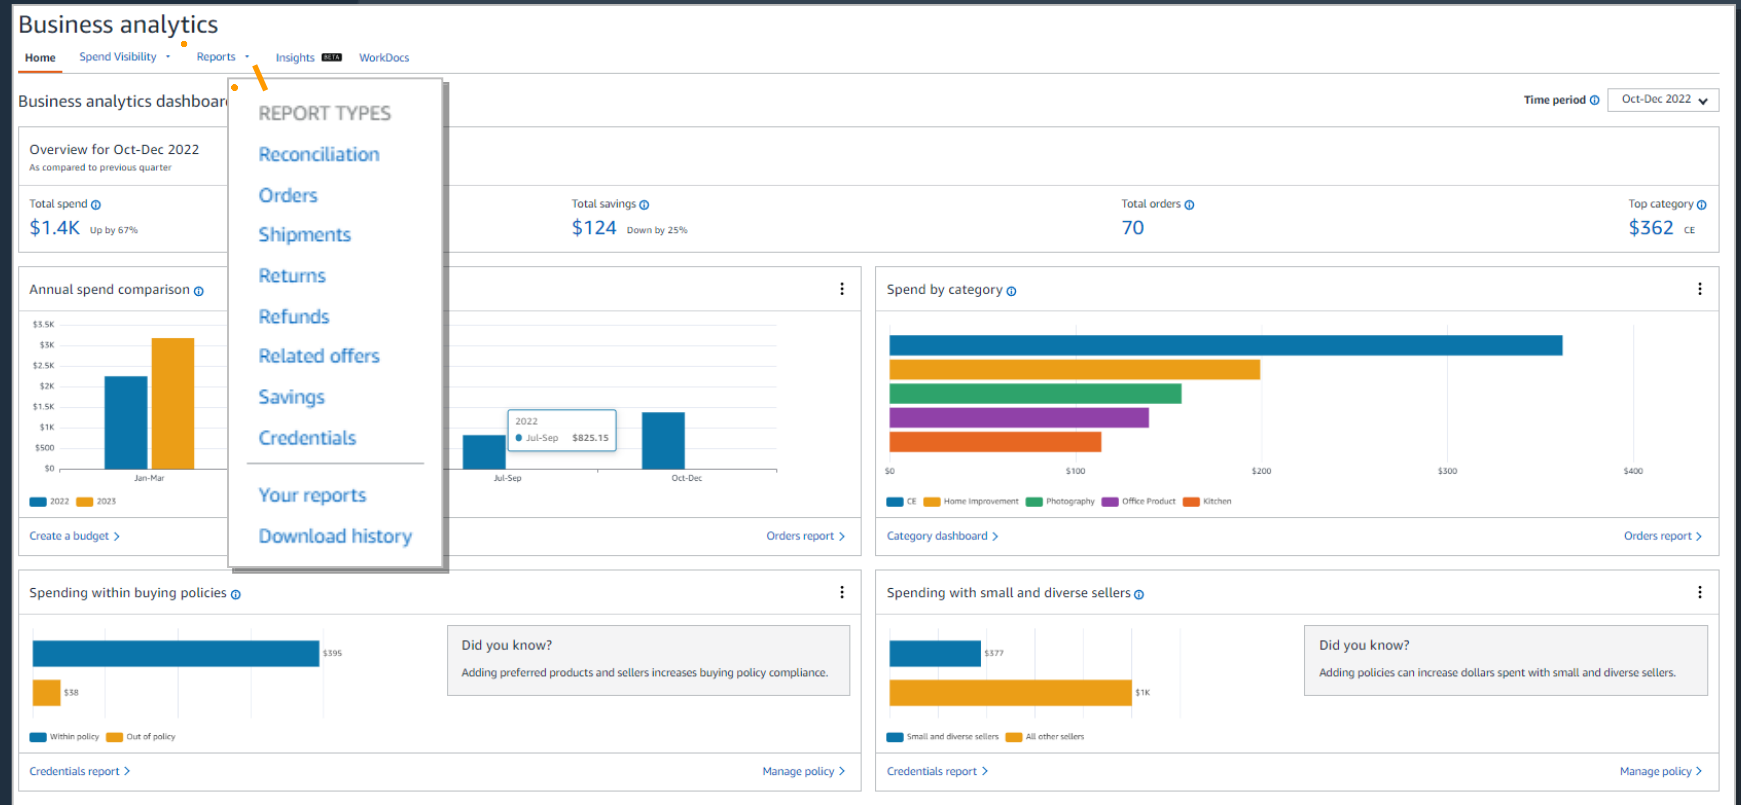 Business analytics
Home Spend Visibility Reports Insights BETA WorkDocs
Business analytics dashboar
Time period Oct-Dec 2022
REPORT TYPES
Reconciliation
Orders
Shipments
Returns
Refunds
Related offers
Savings
Credentials
Your reports
Download history
Overview for Oct-Dec 2022
As compared to previous quarter
Total spend
$1.4K Up by 67%
Total savings
$124 Down by 25%
Total orders
70
Top category
$362 CE
Annual spend comparison
$3.5K
$3K
$2.5K
$2K
$1.5K
$1K
$500
$0
2022
Jul-Sep $825.15
Jan-Mar Jul-Sep Oct-Dec
2022 2023
Create a budget
Orders report
Spend by category
$0 $100 $200 $300 $400
CE Home Improvement Photography Office Product Kitchen
Category dashboard
Orders report
Spending within buying policies
$395
$38
Within policy Out of policy
Did you know?
Adding preferred products and sellers increases buying policy compliance.
Credentials report
Manage policy
Spending with small and diverse sellers
$377
$1K
Small and diverse sellers All other sellers
Did you know?
Adding policies can increase dollars spent with small and diverse sellers.
Credentials report
Manage policy